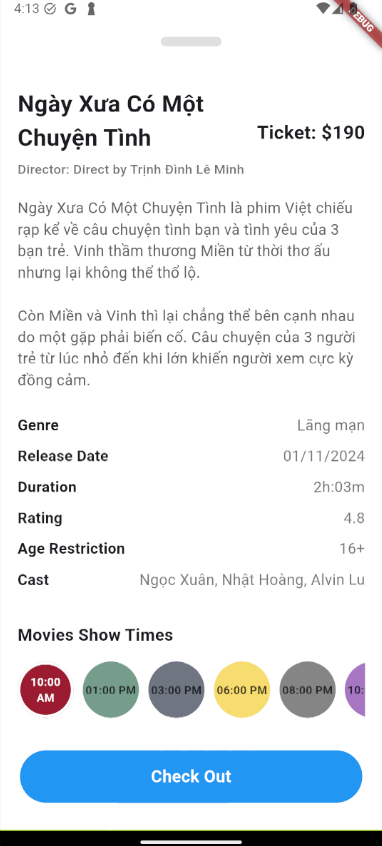 4:13
DEBUG
Ngày Xưa Có Một
Chuyện Tình
Ticket: $190
Director: Direct by Trịnh Đình Lê Minh
Ngày Xưa Có Một Chuyện Tình là phim Việt chiếu
rạp kể về câu chuyện tình bạn và tình yêu của 3
bạn trẻ. Vinh thầm thương Miền từ thời thơ ấu
nhưng lại không thể thổ lộ.
Còn Miền và Vinh thì lại chẳng thể bên cạnh nhau
do một gặp phải biến cố. Câu chuyện của 3 người
trẻ từ lúc nhỏ đến khi lớn khiến người xem cực kỳ
đồng cảm.
Genre Lãng mạn
Release Date 01/11/2024
Duration 2h:03m
Rating 4.8
Age Restriction 16+
Cast Ngọc Xuân, Nhật Hoàng, Alvin Lu
Movies Show Times
10:00
AM
01:00 PM 03:00 PM 06:00 PM 08:00 PM 10:
Check Out